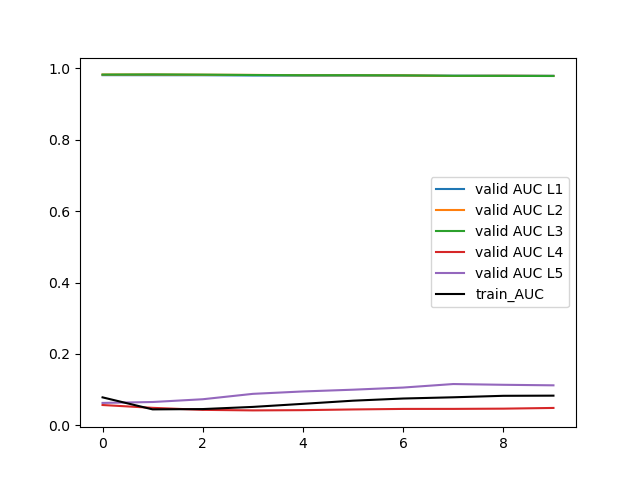 1.0
0.8
0.6
0.4
0.2
0.0
0 2 4 6 8
valid AUC L1
valid AUC L2
valid AUC L3
valid AUC L4
valid AUC L5
train_AUC